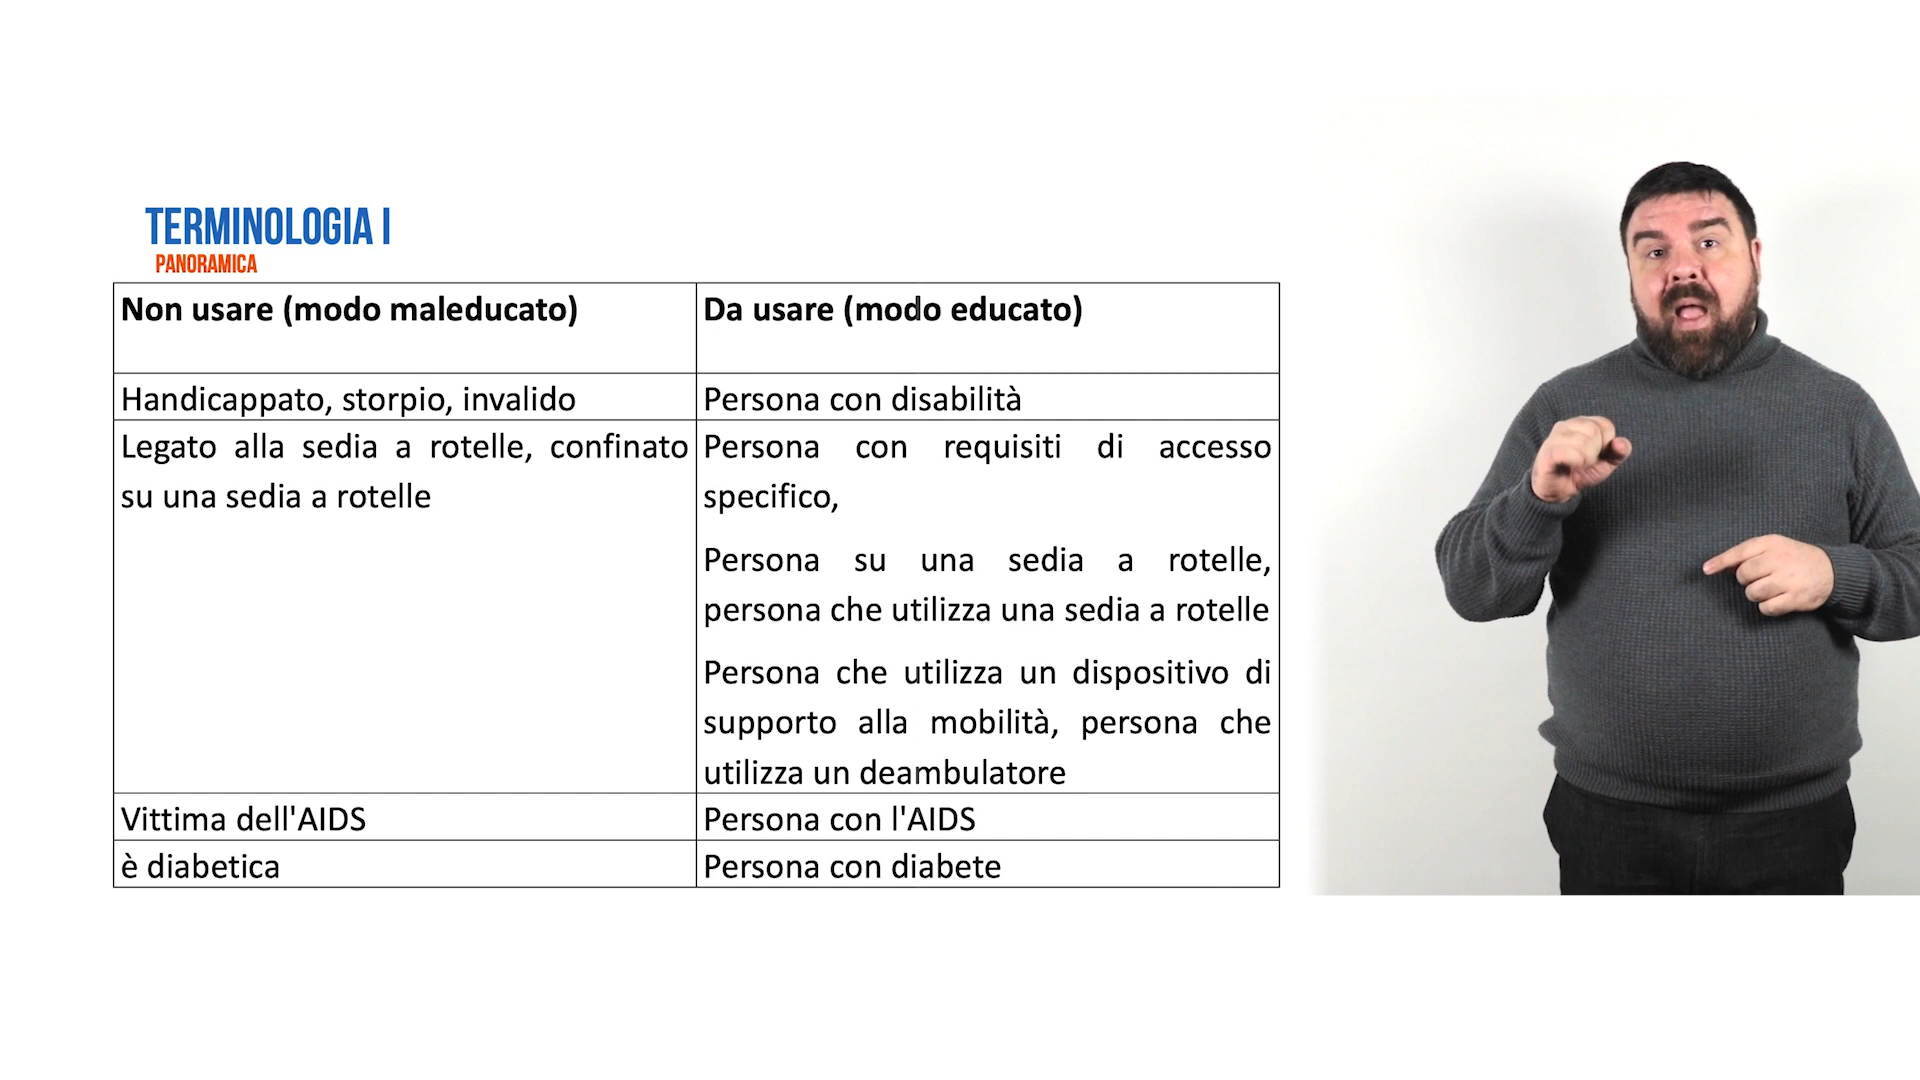 TERMINOLOGIA I
PANORAMICA
Non usare (modo maleducato)
Da usare (modo educato)
Handicappato, storpio, invalido
Persona con disabilità
Legato alla sedia a rotelle, confinato
su una sedia a rotelle
Persona con requisiti di accesso
specifico,
Persona su una sedia a rotelle,
persona che utilizza una sedia a rotelle
Persona che utilizza un dispositivo di
supporto alla mobilità, persona che
utilizza un deambulatore
Vittima dell'AIDS
Persona con l'AIDS
è diabetica
Persona con diabete